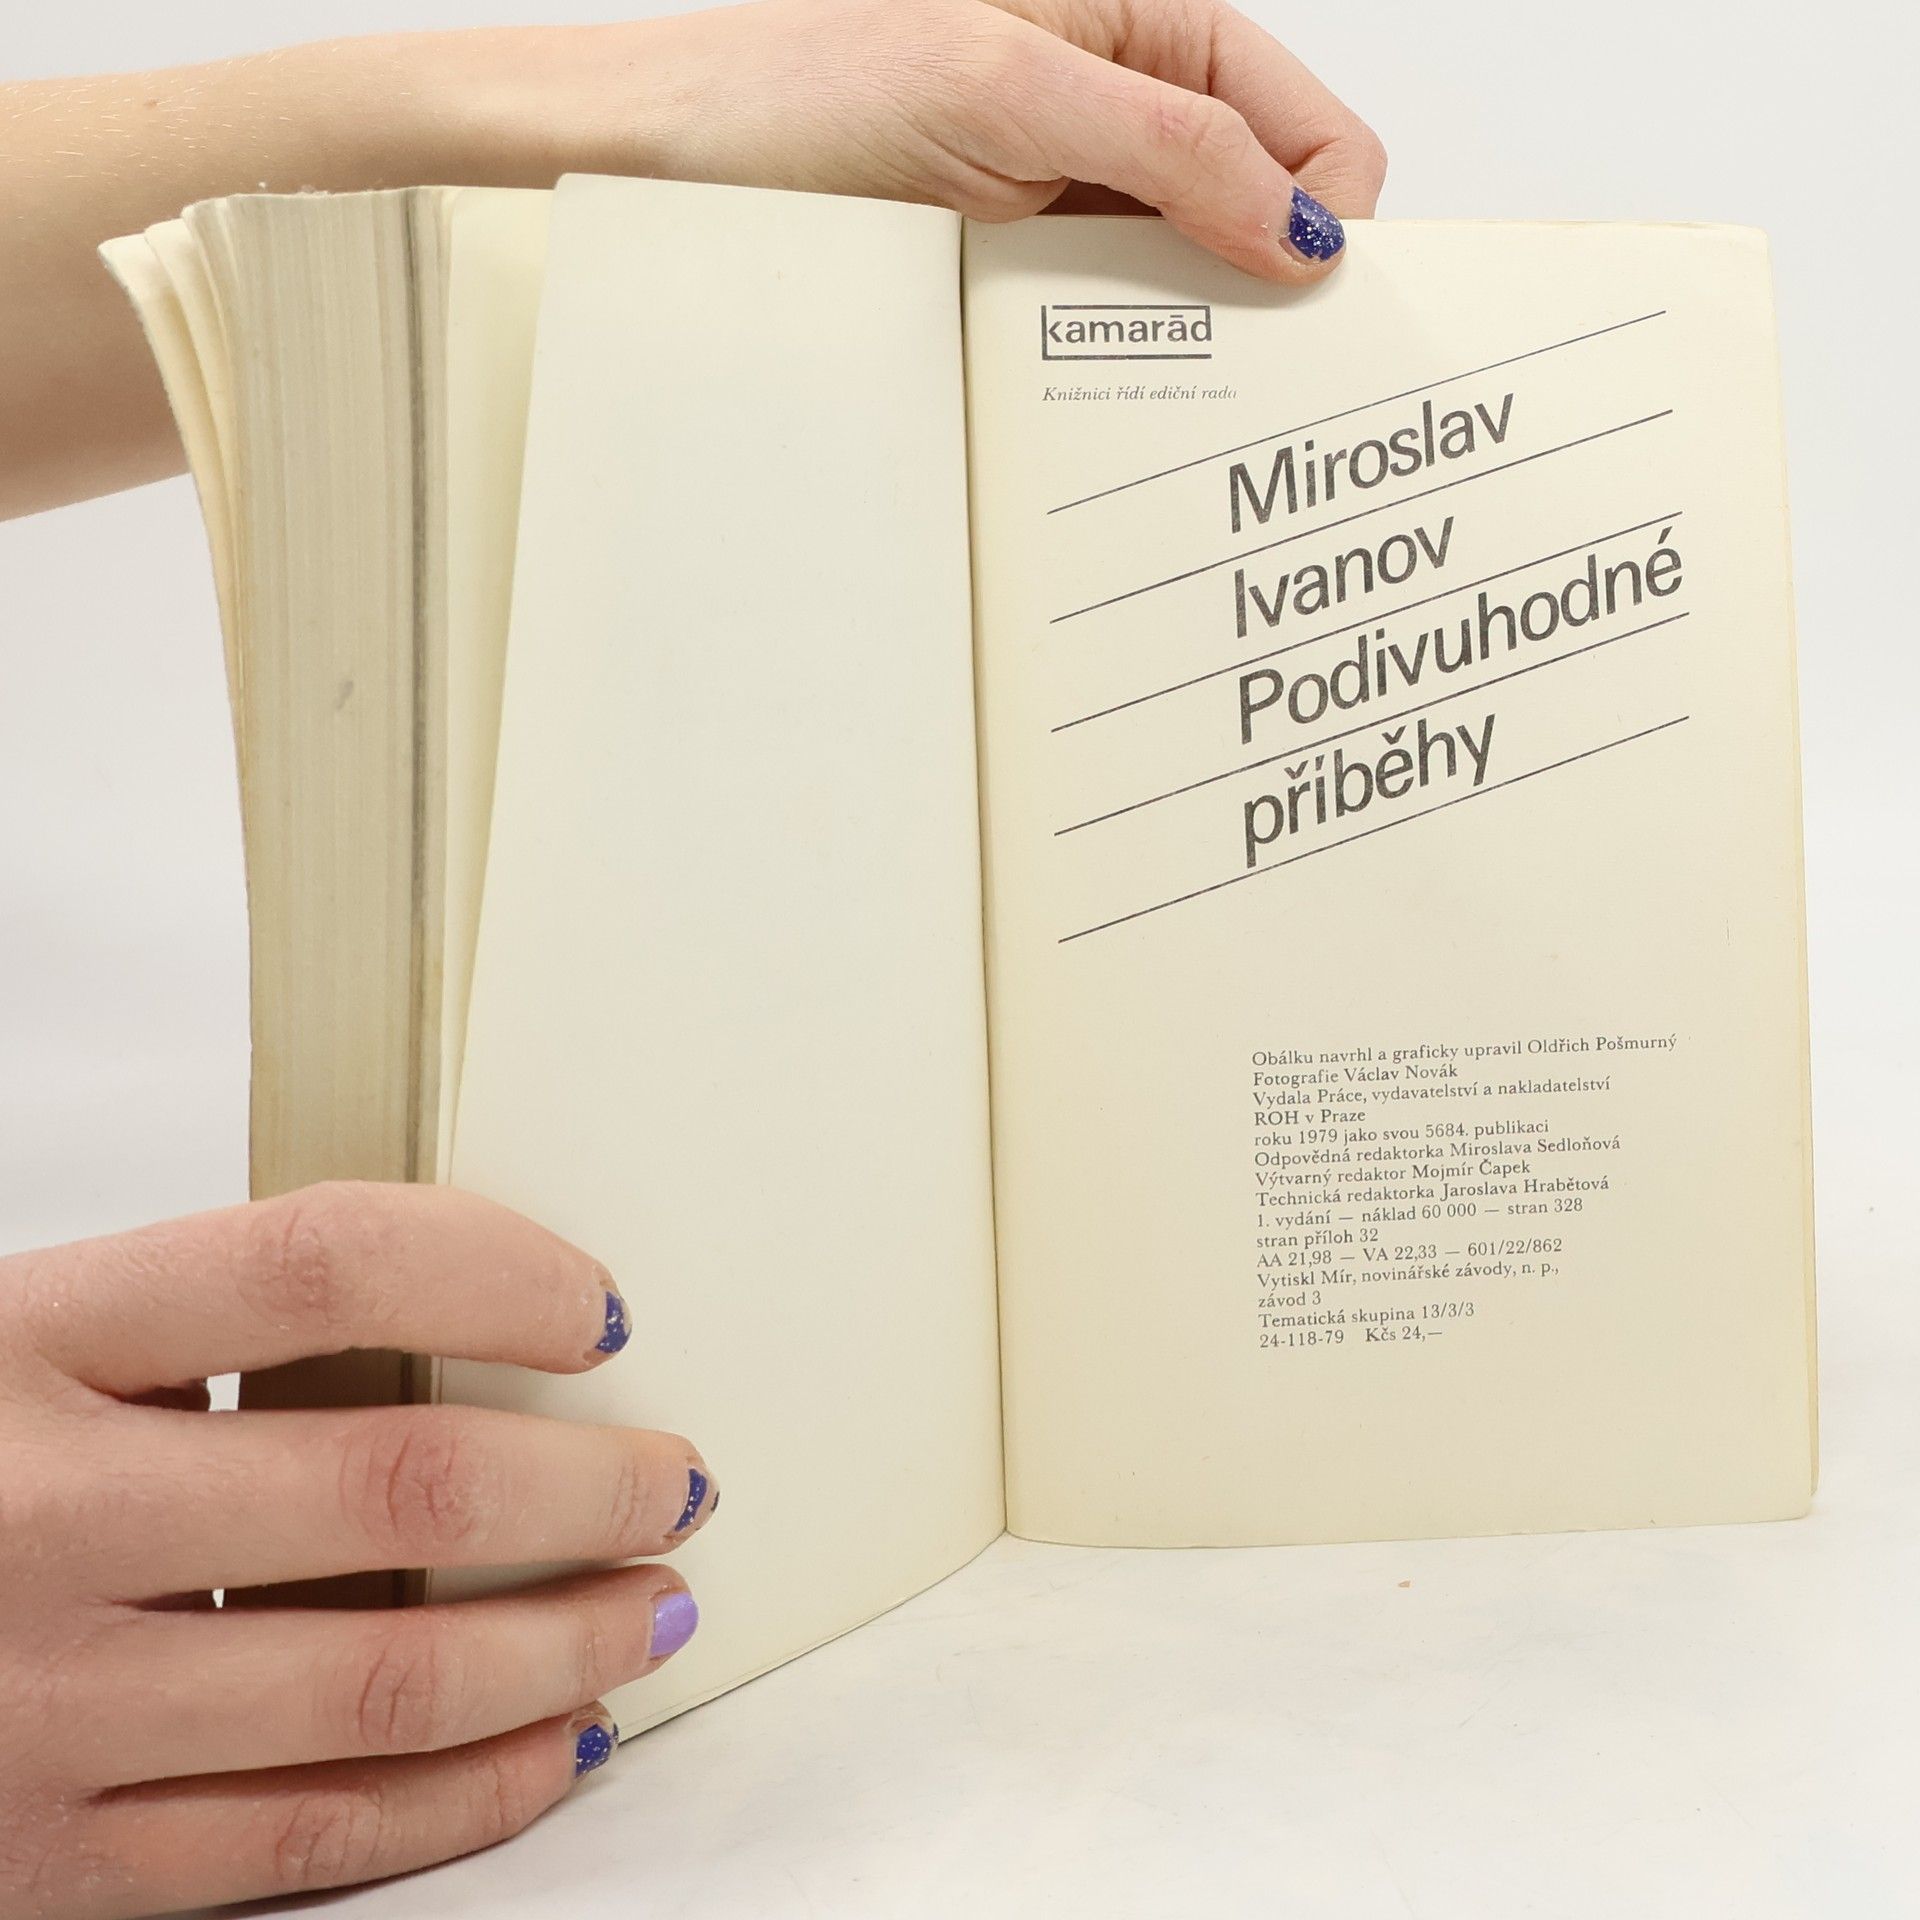 kamarād
Knižnici řídí ediční rada
Miroslav
Ivanov
Podivuhodné
příběhy
Obálku navrhl a graficky upravil Oldřich Pošmurný
Fotografie Václav Novák
Vydala Práce, vydavatelství a nakladatelství
ROH v Praze
roku 1979 jako svou 5684. publikaci
Odpovědná redaktorka Miroslava Sedloňová
Výtvarný redaktor Mojmír Čapek
Technická redaktorka Jaroslava Hrabětová
1. vydání — náklad 60 000 — stran 328
stran příloh 32
AA 21,98 — VA 22,33 — 601/22/862
Vytiskl Mír, novinářské závody, n. p.,
závod 3
Tematická skupina 13/3/3
24-118-79 Kčs 24,—